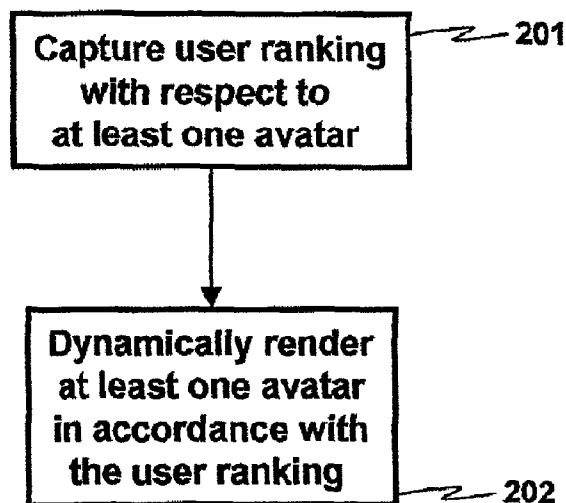 Capture user ranking
with respect to
at least one avatar
201
Dynamically render
at least one avatar
in accordance with
the user ranking
202